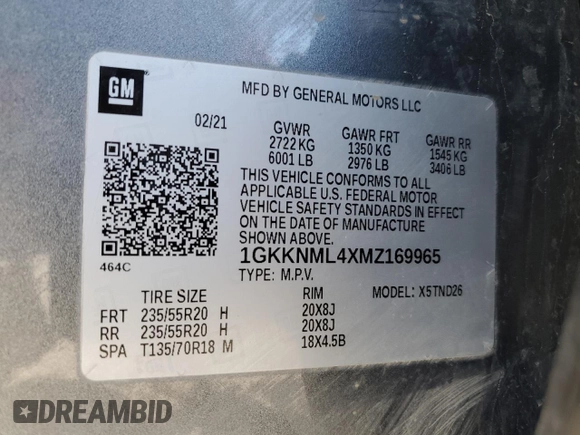 GM
MFD BY GENERAL MOTORS LLC
02/21 GVWR GAWR FRT GAWR RR
2722 KG 1350 KG 1545 KG
6001 LB 2976 LB 3406 LB
THIS VEHICLE CONFORMS TO ALL
APPLICABLE U.S. FEDERAL MOTOR
VEHICLE SAFETY STANDARDS IN EFFECT
ON THE DATE OF MANUFACTURE
SHOWN ABOVE.
1GKKNML4XMZ169965
464C
TYPE: M.P.V. MODEL: X5TND26
TIRE SIZE RIM
FRT 235/55R20 H 20X8J
RR 235/55R20 H 20X8J
SPA T135/70R18 M 18X4.5B
DREAMBID